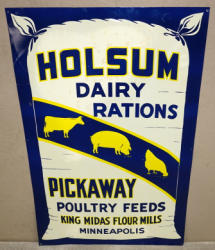 HOLSUM
DAIRY
RATIONS
PICKAWAY
POULTRY FEEDS
KING MIDAS FLOUR MILLS
MINNEAPOLIS